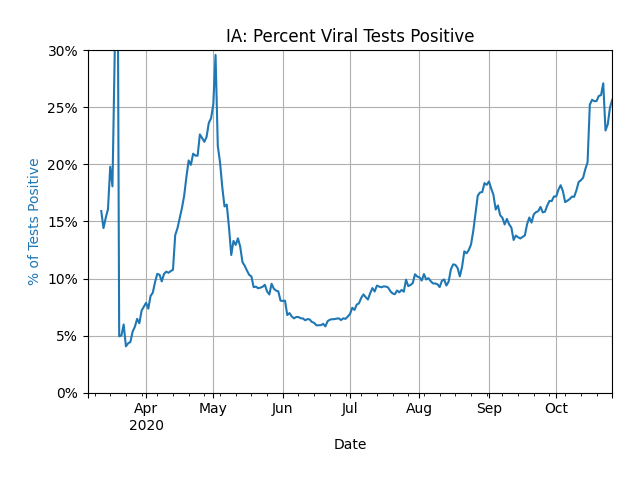 IA: Percent Viral Tests Positive
30%
25%
20%
15%
10%
5%
0%
% of Tests Positive
Apr May Jun Jul Aug Sep Oct
2020
Date